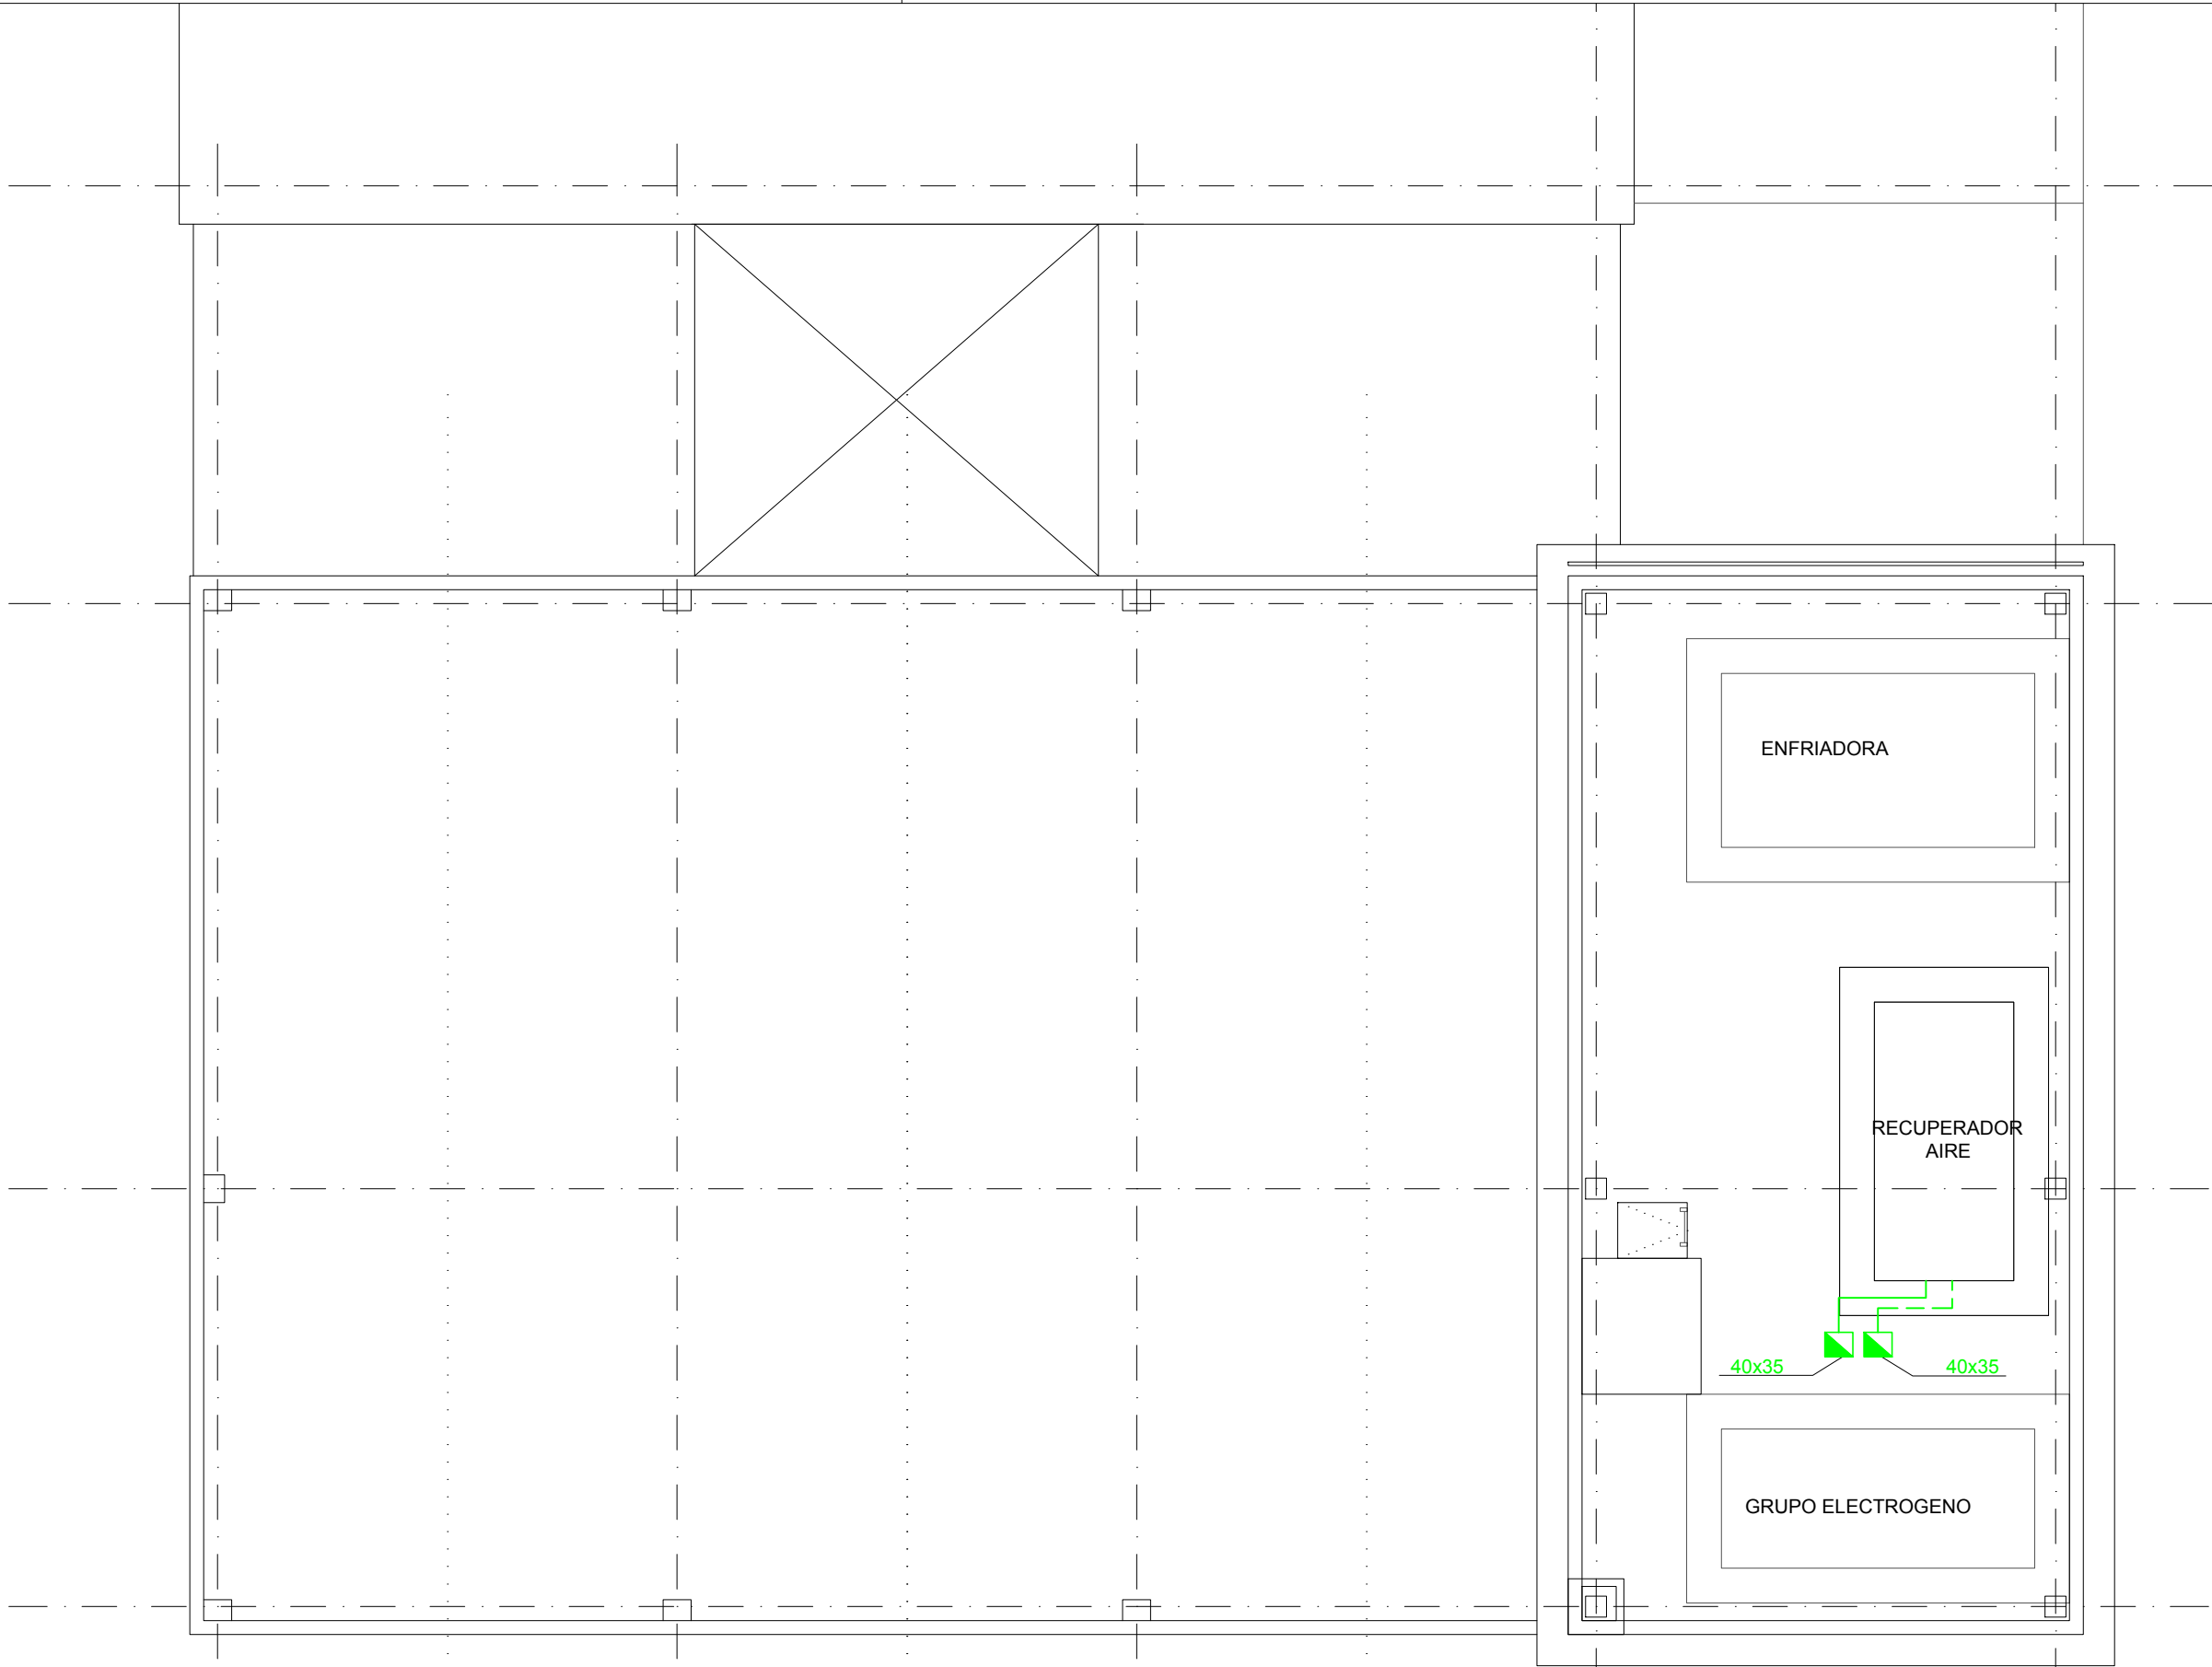 ENFRIADORA
RECUPERADOR
AIRE
40x35
40x35
GRUPO ELECTROGENO